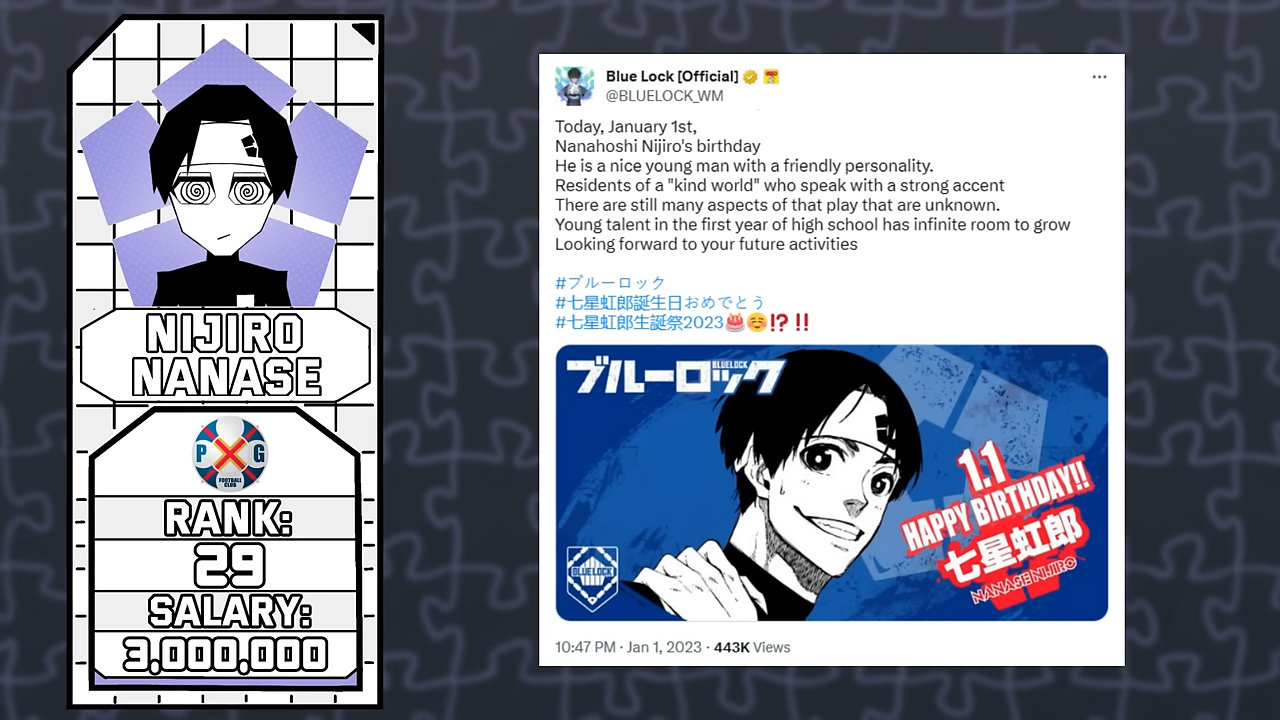 NIJIRO
NANASE
P X G
FOOTBALL
CLUB
RANK:
29
SALARY:
3,000,000
Blue Lock [Official]
@BLUELOCK_WM
Today, January 1st,
Nanahoshi Nijiro's birthday
He is a nice young man with a friendly personality.
Residents of a "kind world" who speak with a strong accent
There are still many aspects of that play that are unknown.
Young talent in the first year of high school has infinite room to grow
Looking forward to your future activities
#ブルーロック
#七星虹郎誕生日おめでとう
#七星虹郎生誕祭2023🎂☺️⁉️‼️
ブルーロック
BLUELOCK
1.1
HAPPY BIRTHDAY!!
七星虹郎
NANASE NIJIRO
BLUELOCK
10:47 PM · Jan 1, 2023 · 443K Views